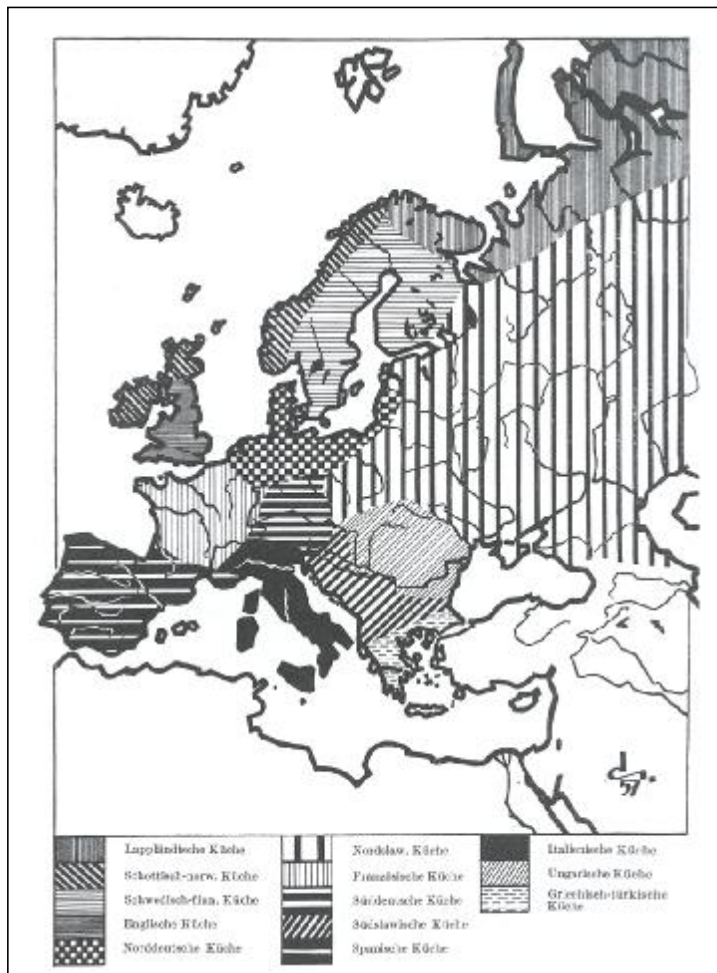 Lappländische Küche
Schottisch-norw. Küche
Schwedisch-finn. Küche
Englische Küche
Norddeutsche Küche
Nordslaw. Küche
Französische Küche
Süddeutsche Küche
Südslawische Küche
Spanische Küche
Italienische Küche
Ungarische Küche
Griechisch-türkische
Küche